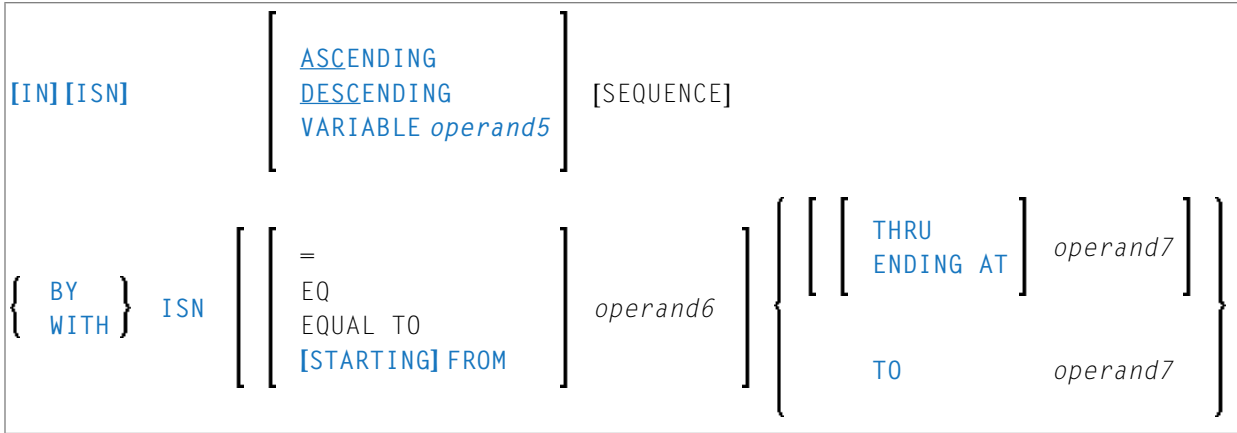 [IN] [ISN] [ ASCENDING
DESCENDING
VARIABLE operand5 ] [SEQUENCE]
{ BY
WITH } ISN [ [ =
EQ
EQUAL TO
[STARTING] FROM ] operand6 ] { [ [ THRU
ENDING AT ] operand7 ]
TO operand7 }